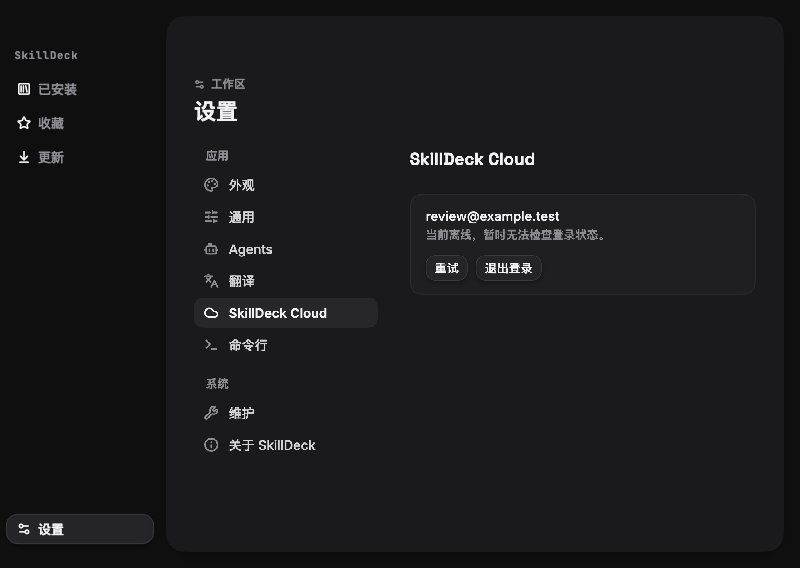 SkillDeck
已安装
收藏
更新
设置
工作区
设置
应用
外观
通用
Agents
翻译
SkillDeck Cloud
命令行
系统
维护
关于 SkillDeck
SkillDeck Cloud
review@example.test
当前离线，暂时无法检查登录状态。
重试
退出登录